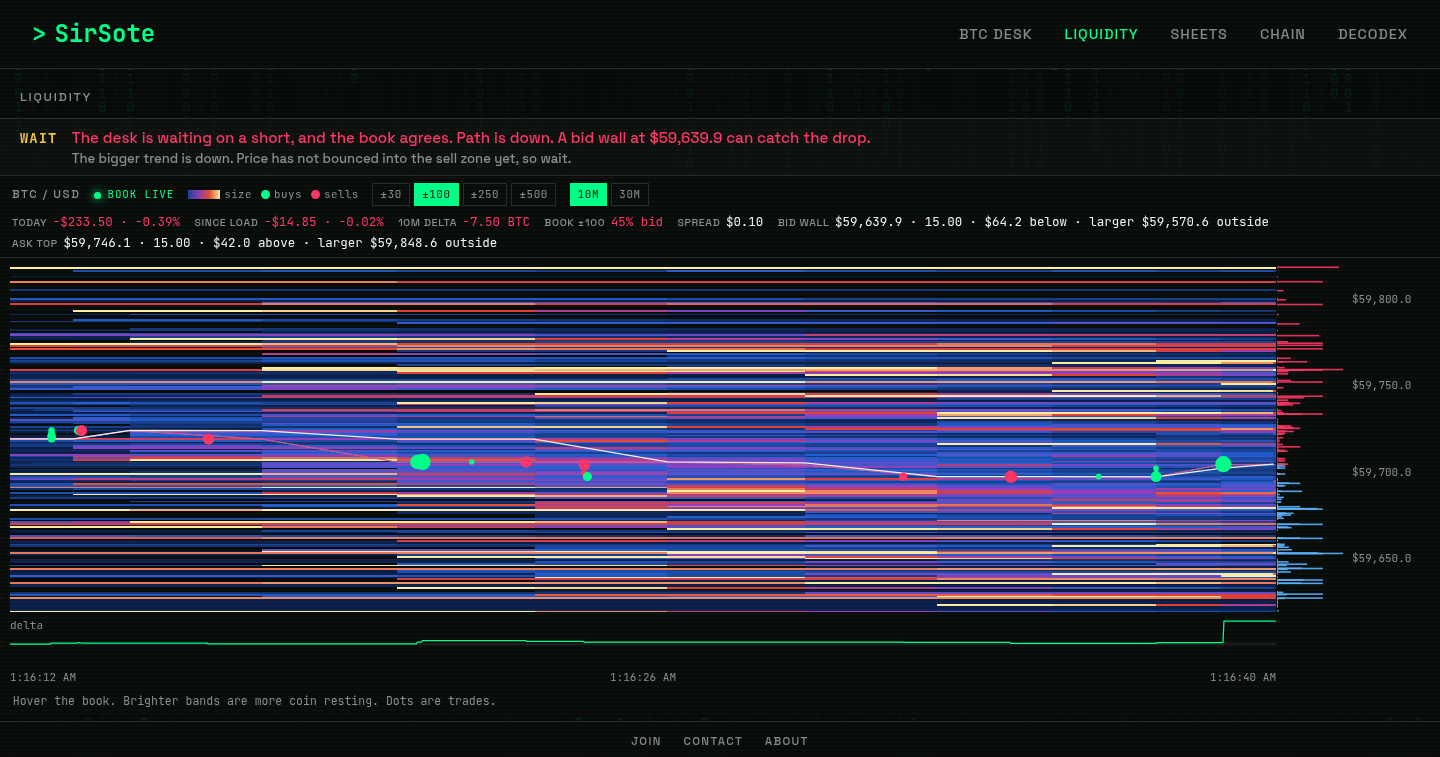 > SirSote
BTC DESK LIQUIDITY SHEETS CHAIN DECODEX
LIQUIDITY
WAIT The desk is waiting on a short, and the book agrees. Path is down. A bid wall at $59,639.9 can catch the drop.
The bigger trend is down. Price has not bounced into the sell zone yet, so wait.
BTC / USD BOOK LIVE size buys sells ±30 ±100 ±250 ±500 10M 30M
TODAY -$233.50 · -0.39% SINCE LOAD -$14.85 · -0.02% 10M DELTA -7.50 BTC BOOK ±100 45% bid SPREAD $0.10 BID WALL $59,639.9 · 15.00 · $64.2 below · larger $59,570.6 outside
ASK TOP $59,746.1 · 15.00 · $42.0 above · larger $59,848.6 outside
$59,800.0
$59,750.0
$59,700.0
$59,650.0
delta
1:16:12 AM 1:16:26 AM 1:16:40 AM
Hover the book. Brighter bands are more coin resting. Dots are trades.
JOIN CONTACT ABOUT